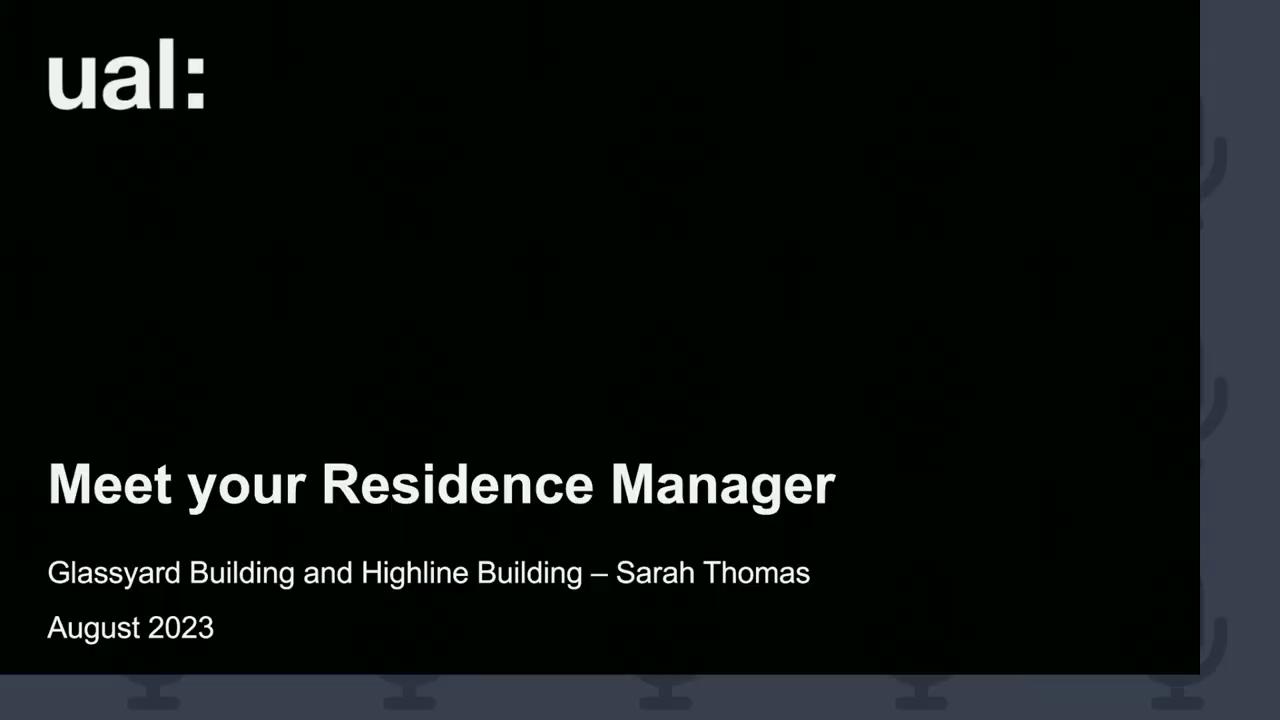 ual:
Meet your Residence Manager
Glassyard Building and Highline Building – Sarah Thomas
August 2023